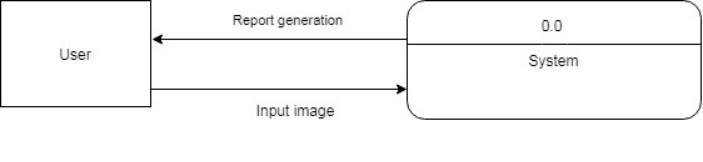 Report generation
0.0
User
System
Input image